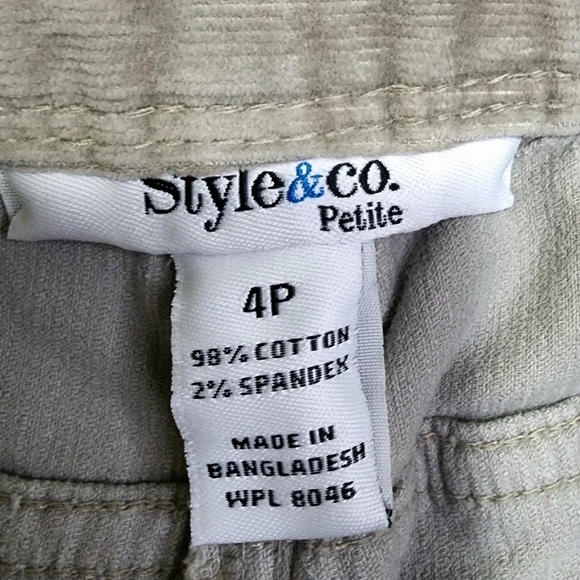 Style&co.
Petite
4P
98% COTTON
2% SPANDEX
MADE IN
BANGLADESH
WPL 8046